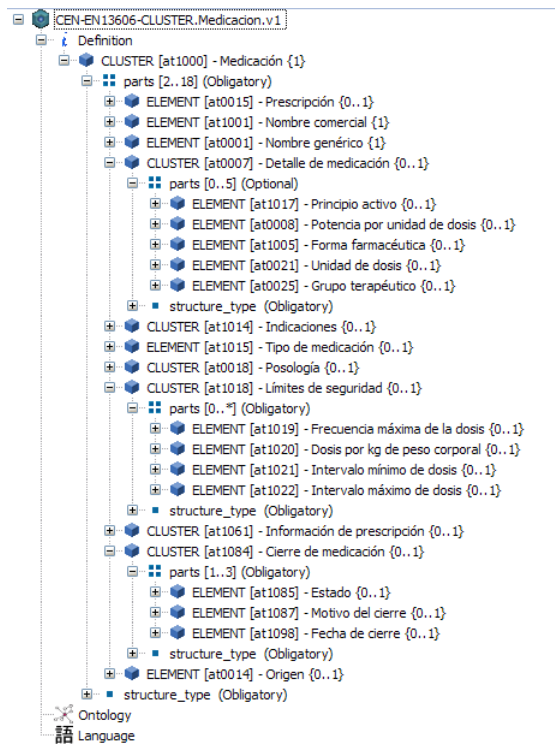 CEN-EN13606-CLUSTER.Medicacion.v1
i Definition
CLUSTER [at1000] - Medicación {1}
parts [2..18] (Obligatory)
ELEMENT [at0015] - Prescripción {0..1}
ELEMENT [at1001] - Nombre comercial {1}
ELEMENT [at0001] - Nombre genérico {1}
CLUSTER [at0007] - Detalle de medicación {0..1}
parts [0..5] (Optional)
ELEMENT [at1017] - Principio activo {0..1}
ELEMENT [at0008] - Potencia por unidad de dosis {0..1}
ELEMENT [at1005] - Forma farmacéutica {0..1}
ELEMENT [at0021] - Unidad de dosis {0..1}
ELEMENT [at0025] - Grupo terapéutico {0..1}
structure_type (Obligatory)
CLUSTER [at1014] - Indicaciones {0..1}
ELEMENT [at1015] - Tipo de medicación {0..1}
CLUSTER [at0018] - Posología {0..1}
CLUSTER [at1018] - Límites de seguridad {0..1}
parts [0..*] (Obligatory)
ELEMENT [at1019] - Frecuencia máxima de la dosis {0..1}
ELEMENT [at1020] - Dosis por kg de peso corporal {0..1}
ELEMENT [at1021] - Intervalo mínimo de dosis {0..1}
ELEMENT [at1022] - Intervalo máximo de dosis {0..1}
structure_type (Obligatory)
CLUSTER [at1061] - Información de prescripción {0..1}
CLUSTER [at1084] - Cierre de medicación {0..1}
parts [1..3] (Obligatory)
ELEMENT [at1085] - Estado {0..1}
ELEMENT [at1087] - Motivo del cierre {0..1}
ELEMENT [at1098] - Fecha de cierre {0..1}
structure_type (Obligatory)
ELEMENT [at0014] - Origen {0..1}
structure_type (Obligatory)
Ontology
語 Language